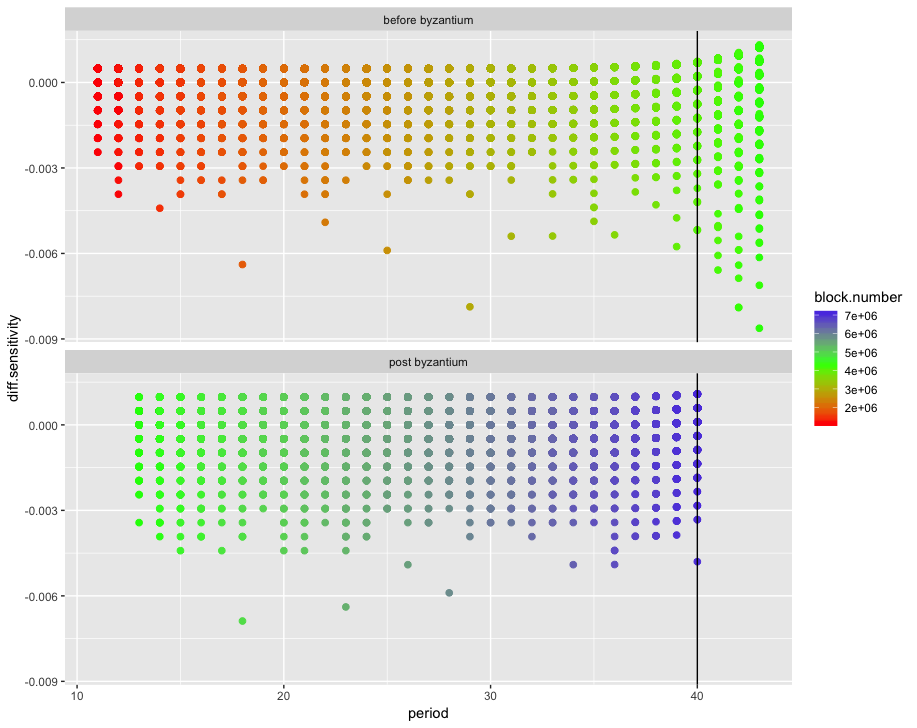 before byzantium
0.000
-0.003
-0.006
-0.009
post byzantium
0.000
-0.003
-0.006
-0.009
10 20 30 40
period
diff.sensitivity
block.number
7e+06
6e+06
5e+06
4e+06
3e+06
2e+06